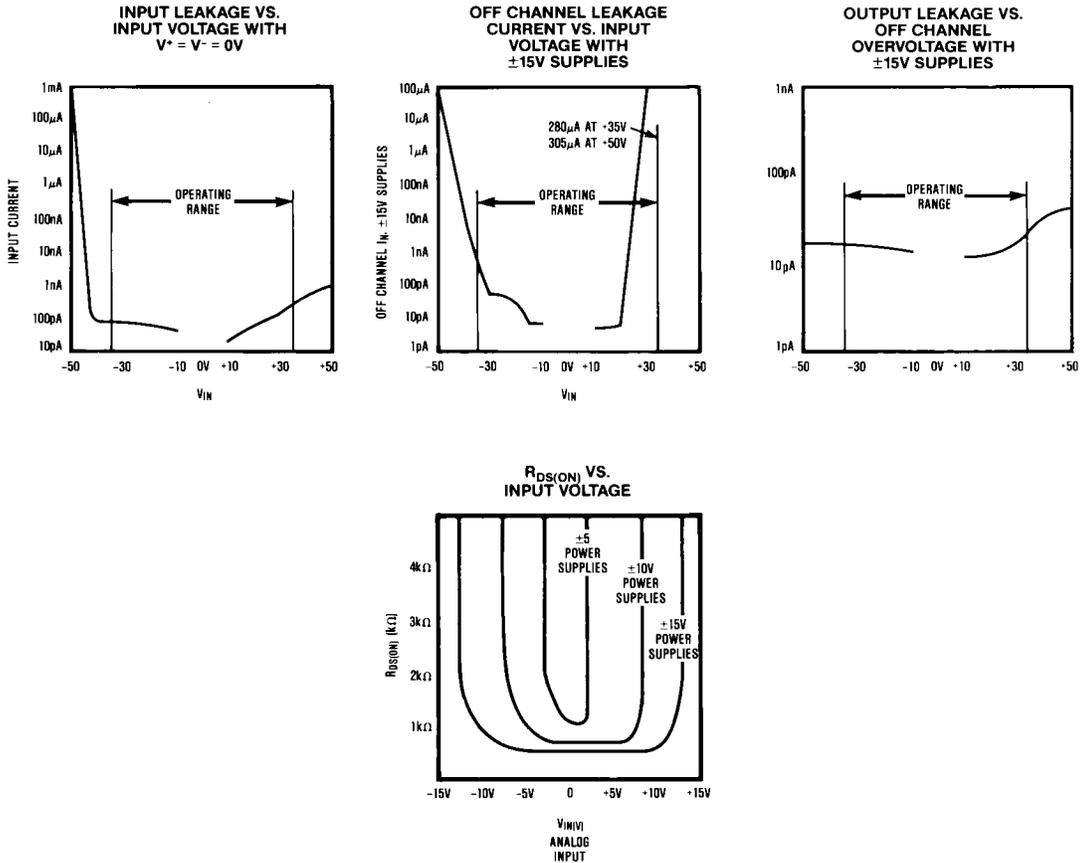 INPUT LEAKAGE VS.
INPUT VOLTAGE WITH
V+ = V- = 0V
1mA
100µA
10µA
1µA
100nA
10nA
1nA
100pA
10pA
INPUT CURRENT
OPERATING
RANGE
-50 -30 -10 0V +10 +30 +50
VIN
OFF CHANNEL LEAKAGE
CURRENT VS. INPUT
VOLTAGE WITH
±15V SUPPLIES
100µA
10µA
1µA
100nA
10nA
1nA
100pA
10pA
1pA
OFF CHANNEL IN, ±15V SUPPLIES
280µA AT +35V
305µA AT +50V
OPERATING
RANGE
-50 -30 -10 0V +10 +30 +50
VIN
OUTPUT LEAKAGE VS.
OFF CHANNEL
OVERVOLTAGE WITH
±15V SUPPLIES
1nA
100pA
10pA
1pA
OPERATING
RANGE
-50 -30 -10 0V +10 +30 +50
RDS(ON) VS.
INPUT VOLTAGE
4kΩ
3kΩ
2kΩ
1kΩ
RDS(ON) (kΩ)
±5
POWER
SUPPLIES
±10V
POWER
SUPPLIES
±15V
POWER
SUPPLIES
-15V -10V -5V 0 +5V +10V +15V
VIN(V)
ANALOG
INPUT